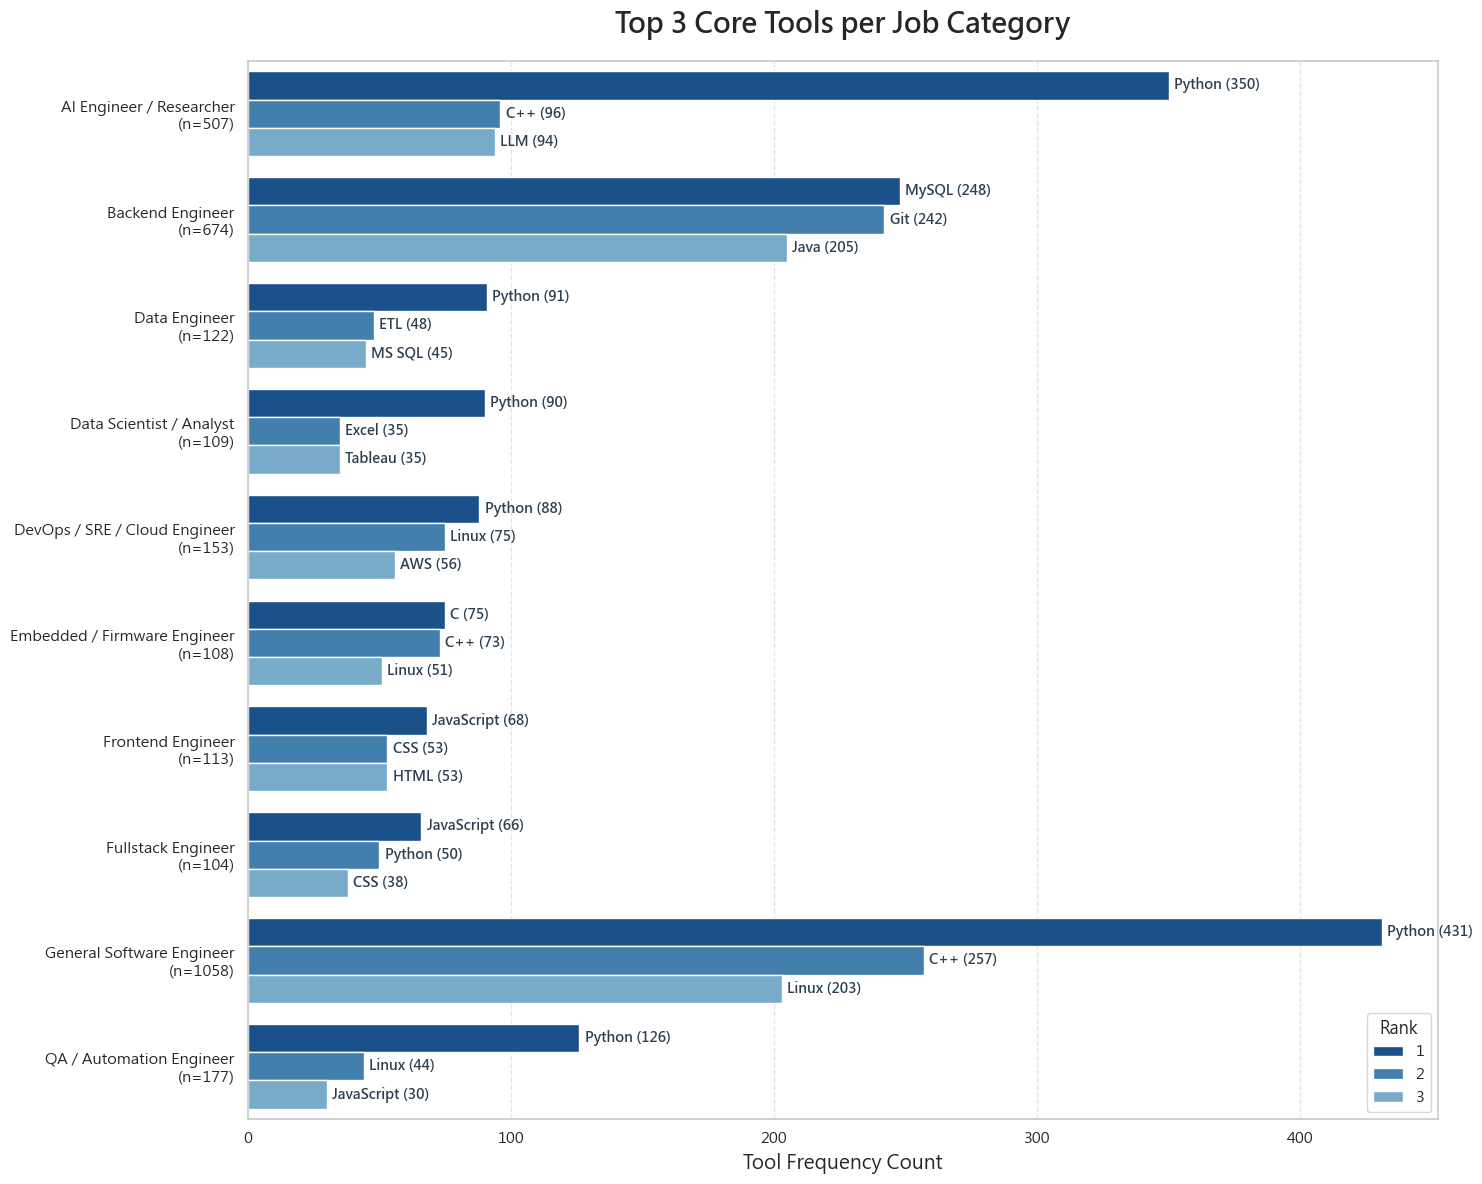 Top 3 Core Tools per Job Category
AI Engineer / Researcher
(n=507)
Python (350)
C++ (96)
LLM (94)
Backend Engineer
(n=674)
MySQL (248)
Git (242)
Java (205)
Data Engineer
(n=122)
Python (91)
ETL (48)
MS SQL (45)
Data Scientist / Analyst
(n=109)
Python (90)
Excel (35)
Tableau (35)
DevOps / SRE / Cloud Engineer
(n=153)
Python (88)
Linux (75)
AWS (56)
Embedded / Firmware Engineer
(n=108)
C (75)
C++ (73)
Linux (51)
Frontend Engineer
(n=113)
JavaScript (68)
CSS (53)
HTML (53)
Fullstack Engineer
(n=104)
JavaScript (66)
Python (50)
CSS (38)
General Software Engineer
(n=1058)
Python (431)
C++ (257)
Linux (203)
QA / Automation Engineer
(n=177)
Python (126)
Linux (44)
JavaScript (30)
Rank
1
2
3
0 100 200 300 400
Tool Frequency Count